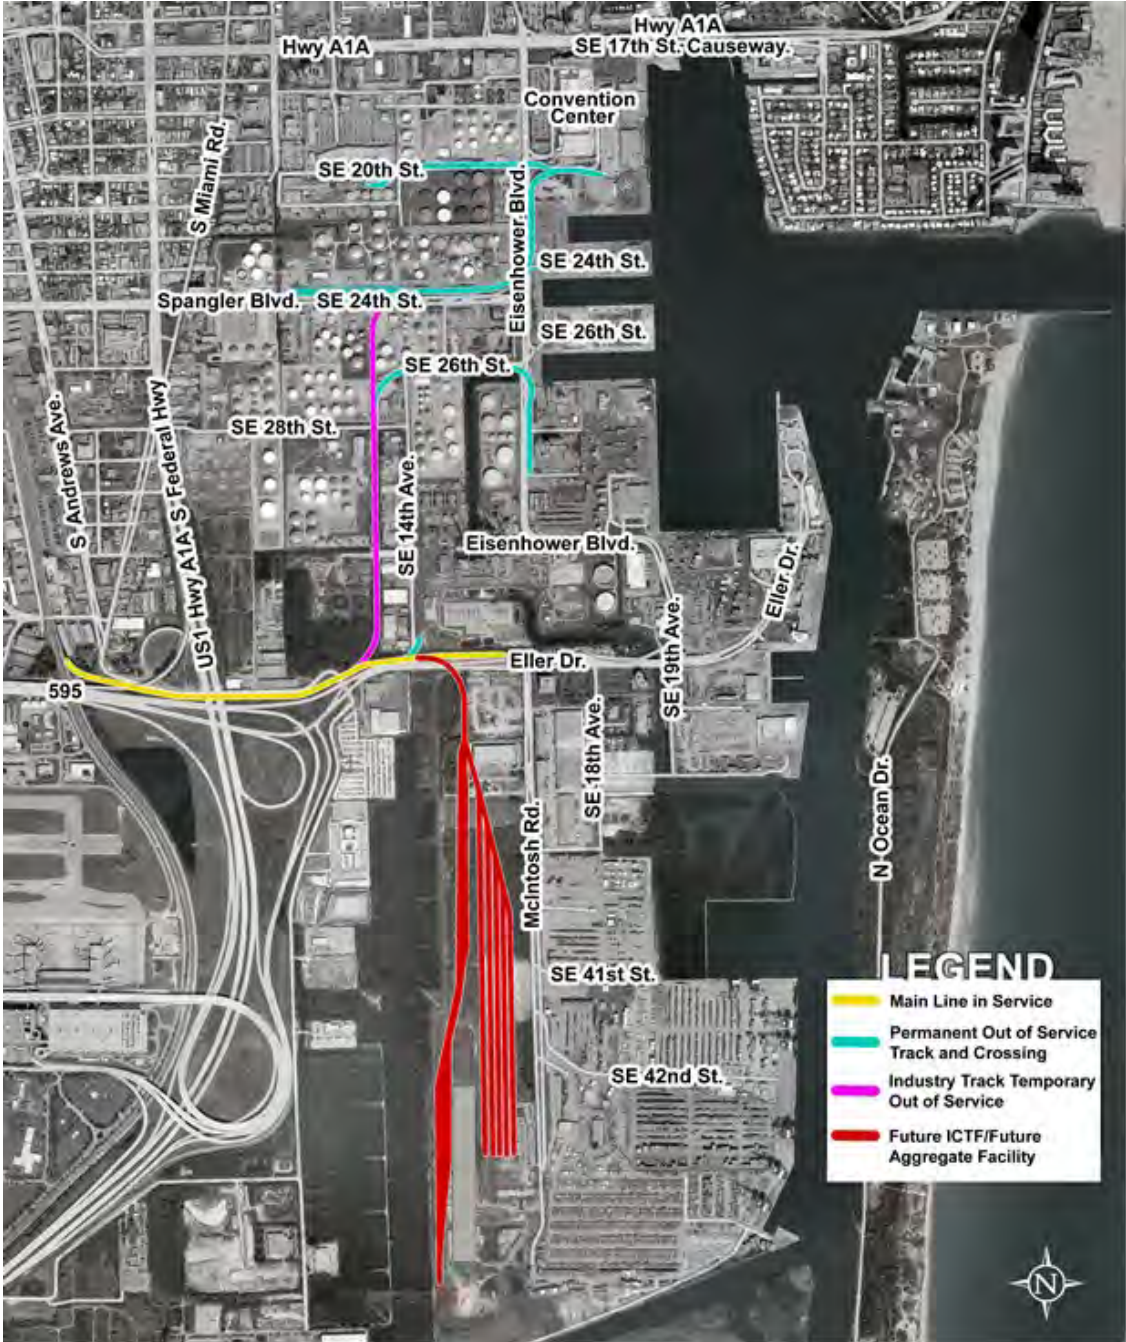 Hwy A1A
Hwy A1A
SE 17th St. Causeway.
Convention
Center
SE 20th St.
S Miami Rd.
Eisenhower Blvd.
SE 24th St.
Spangler Blvd.
SE 24th St.
SE 26th St.
SE 26th St.
S Andrews Ave.
US1 Hwy A1A S Federal Hwy
SE 28th St.
SE 14th Ave.
Eisenhower Blvd.
Eller Dr.
SE 19th Ave.
Eller Dr.
595
SE 18th Ave.
McIntosh Rd.
N Ocean Dr.
SE 41st St.
SE 42nd St.
LEGEND
Main Line in Service
Permanent Out of Service
Track and Crossing
Industry Track Temporary
Out of Service
Future ICTF/Future
Aggregate Facility
N